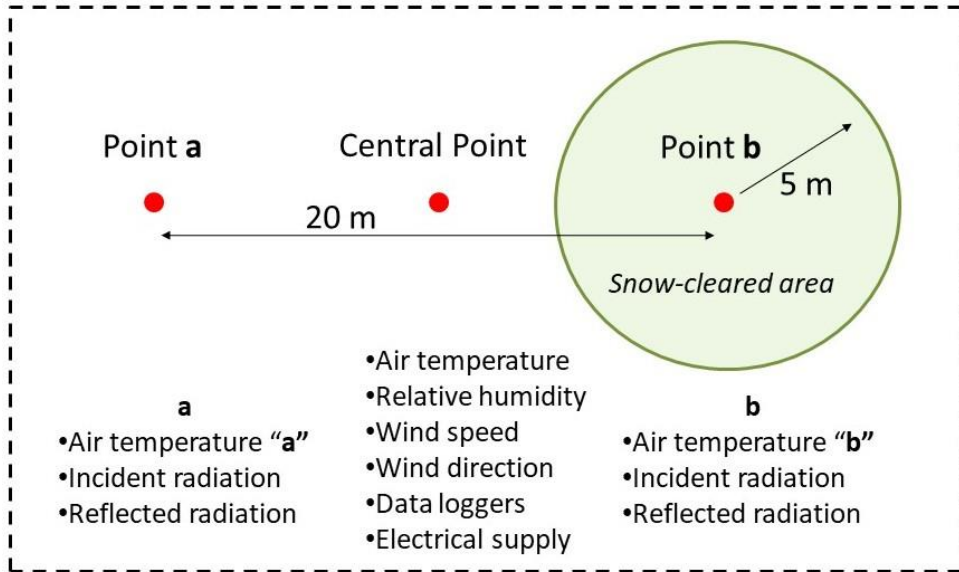 Point a
Central Point
Point b
5 m
20 m
Snow-cleared area
•Air temperature
•Relative humidity
•Wind speed
•Wind direction
•Data loggers
•Electrical supply
a
•Air temperature “a”
•Incident radiation
•Reflected radiation
b
•Air temperature “b”
•Incident radiation
•Reflected radiation